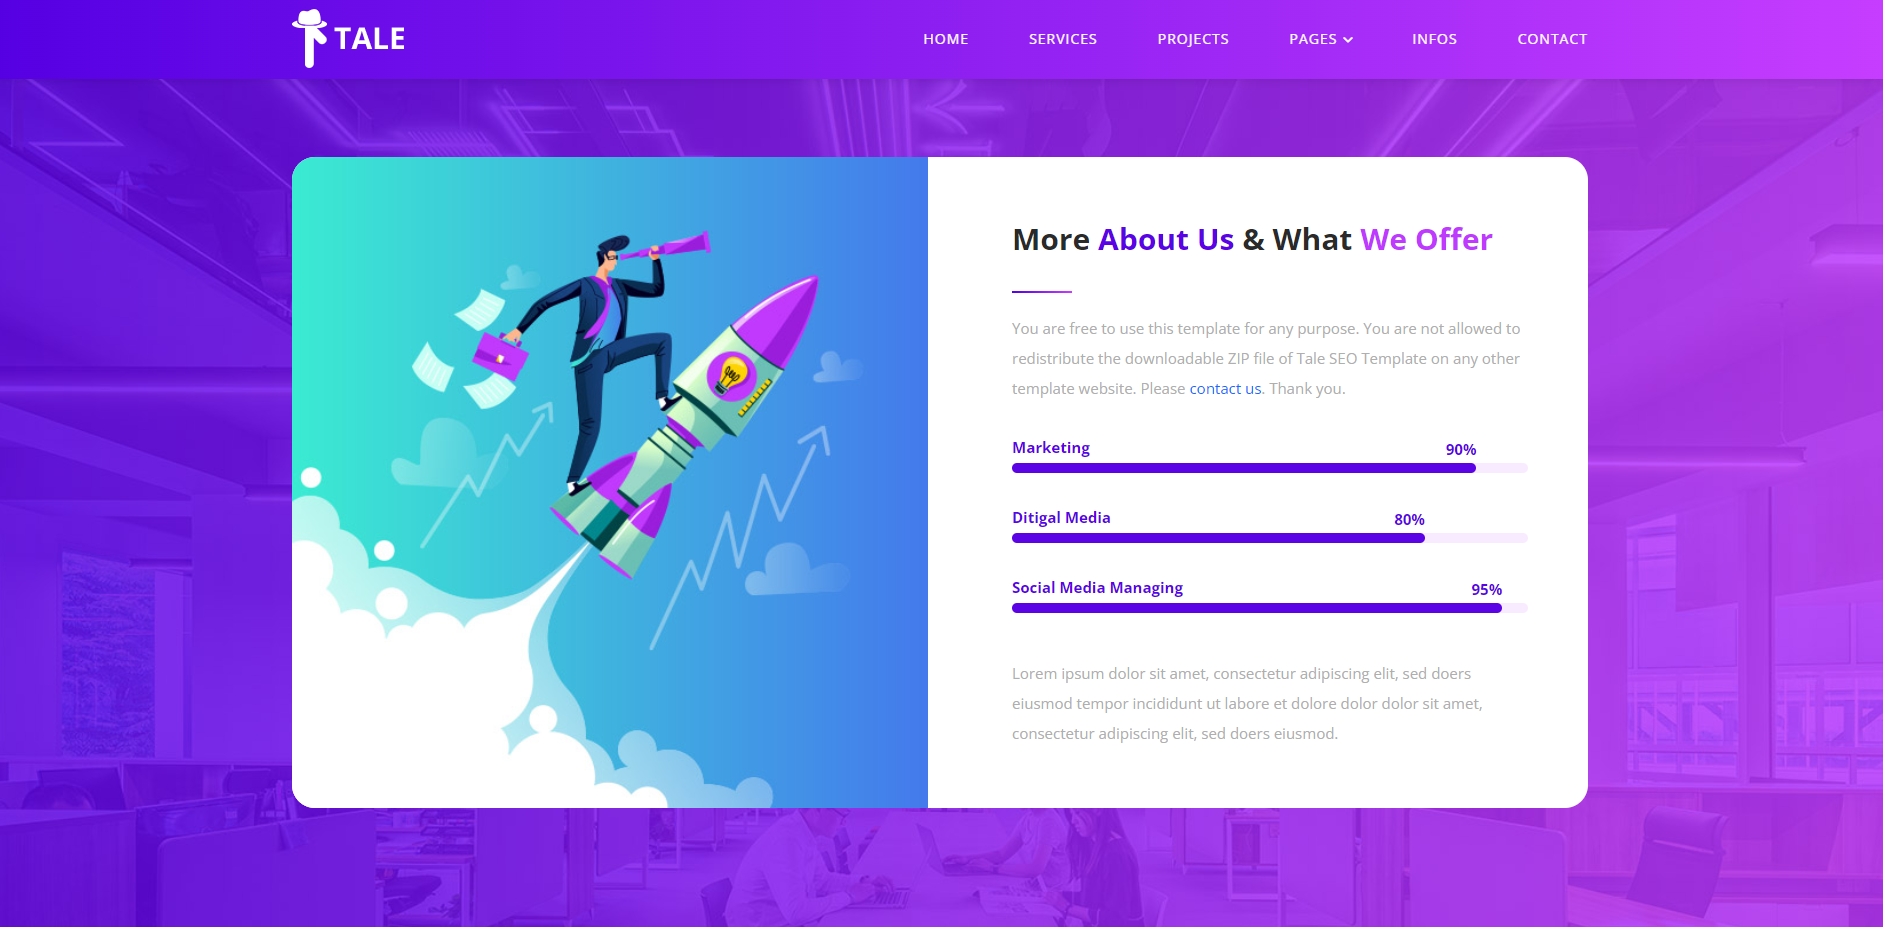 TALE
HOME SERVICES PROJECTS PAGES INFOS CONTACT
More About Us & What We Offer
You are free to use this template for any purpose. You are not allowed to
redistribute the downloadable ZIP file of Tale SEO Template on any other
template website. Please contact us. Thank you.
Marketing 90%
Ditigal Media 80%
Social Media Managing 95%
Lorem ipsum dolor sit amet, consectetur adipiscing elit, sed doers
eiusmod tempor incididunt ut labore et dolore dolor dolor sit amet,
consectetur adipiscing elit, sed doers eiusmod.